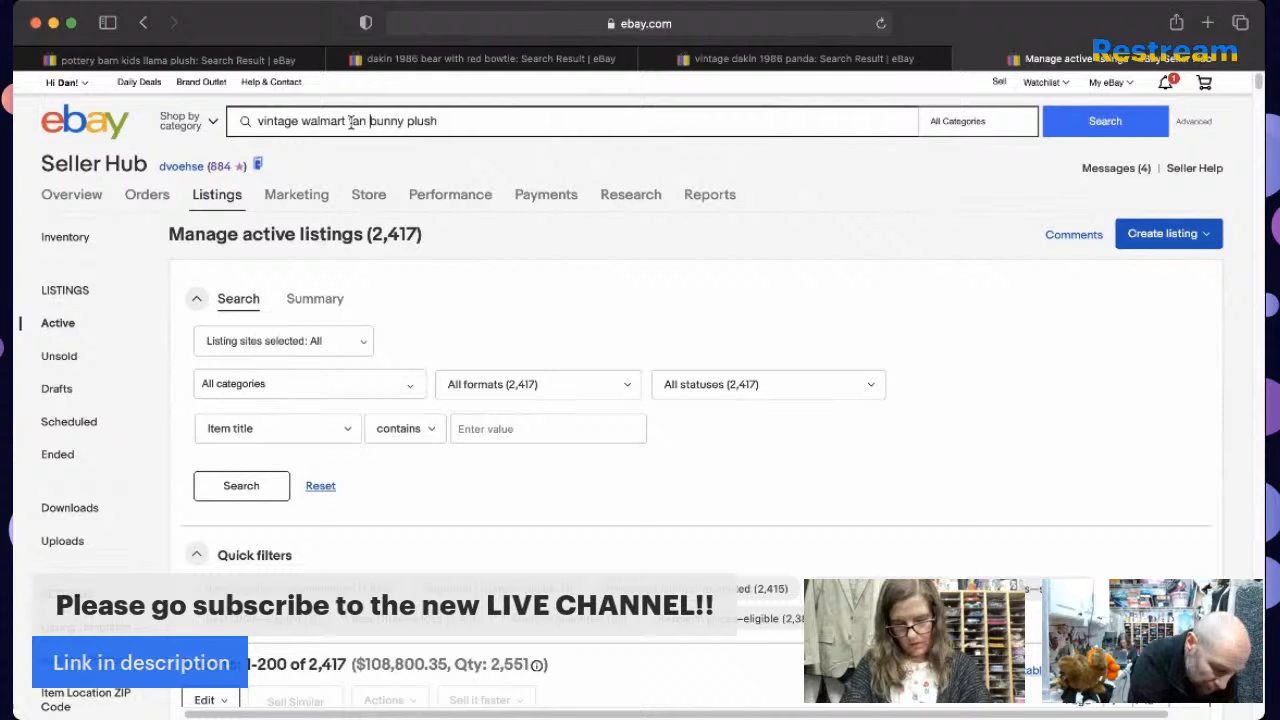 ebay.com
Restream
pottery barn kids llama plush: Search Result | eBay
dakin 1986 bear with red bowtie: Search Result | eBay
vintage dakin 1986 panda: Search Result | eBay
Manage active
Hi Dan!
Daily Deals
Brand Outlet
Help & Contact
Sell
Watchlist
My eBay
1
ebay
Shop by category
vintage walmart tan bunny plush
All Categories
Search
Advanced
Seller Hub
dvoehse (884 ★)
Messages (4) | Seller Help
Overview
Orders
Listings
Marketing
Store
Performance
Payments
Research
Reports
Inventory
Manage active listings (2,417)
Comments
Create listing
LISTINGS
Search
Summary
Active
Listing sites selected: All
Unsold
All categories
All formats (2,417)
All statuses (2,417)
Drafts
Scheduled
Item title
contains
Enter value
Ended
Search
Reset
Downloads
Uploads
Quick filters
Please go subscribe to the new LIVE CHANNEL!!
Link in description
1-200 of 2,417 ($108,800.35, Qty: 2,551)
Item Location ZIP Code
Edit
Sell Similar
Actions
Sell it faster